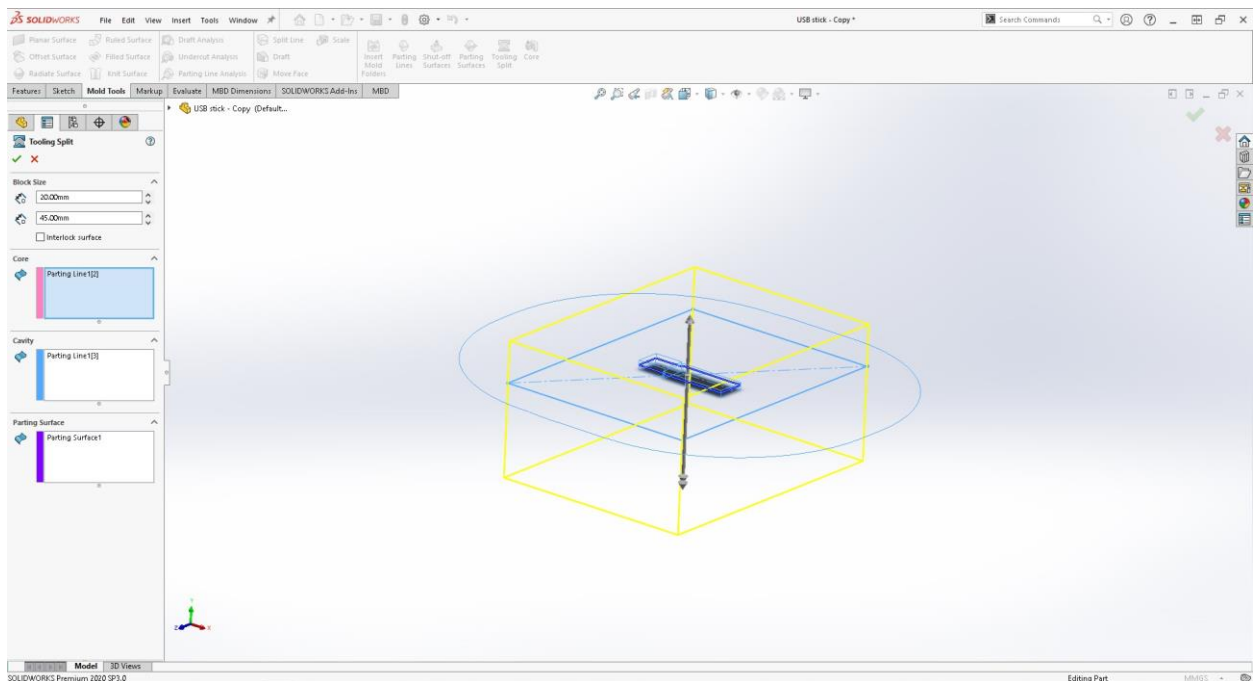 SOLIDWORKS File Edit View Insert Tools Window USB stick - Copy * Search Commands
Planar Surface Ruled Surface Draft Analysis Split Line Scale
Offset Surface Filled Surface Undercut Analysis Draft Insert Mold Folders Parting Lines Shut-off Surfaces Parting Surfaces Tooling Split Core
Radiate Surface Knit Surface Parting Line Analysis Move Face
Features Sketch Mold Tools Markup Evaluate MBD Dimensions SOLIDWORKS Add-Ins MBD
USB stick - Copy (Default...
Tooling Split
Block Size
20.00mm
45.00mm
Interlock surface
Core
Parting Line1[2]
Cavity
Parting Line1[3]
Parting Surface
Parting Surface1
Y
Z X
Model 3D Views
SOLIDWORKS Premium 2020 SP3.0 Editing Part MMGS